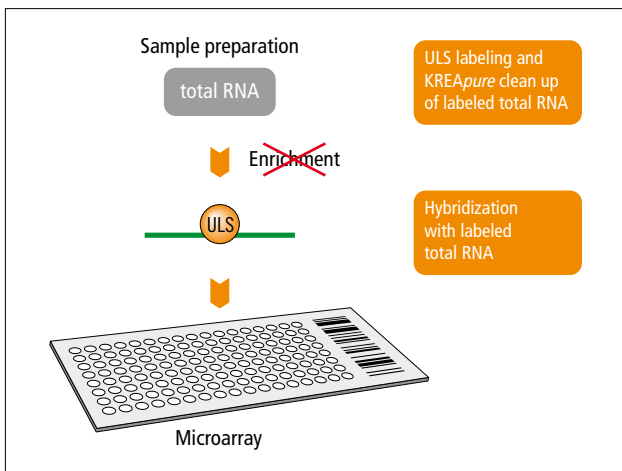 Sample preparation
total RNA
ULS labeling and
KREApure clean up
of labeled total RNA
Enrichment
ULS
Hybridization
with labeled
total RNA
Microarray